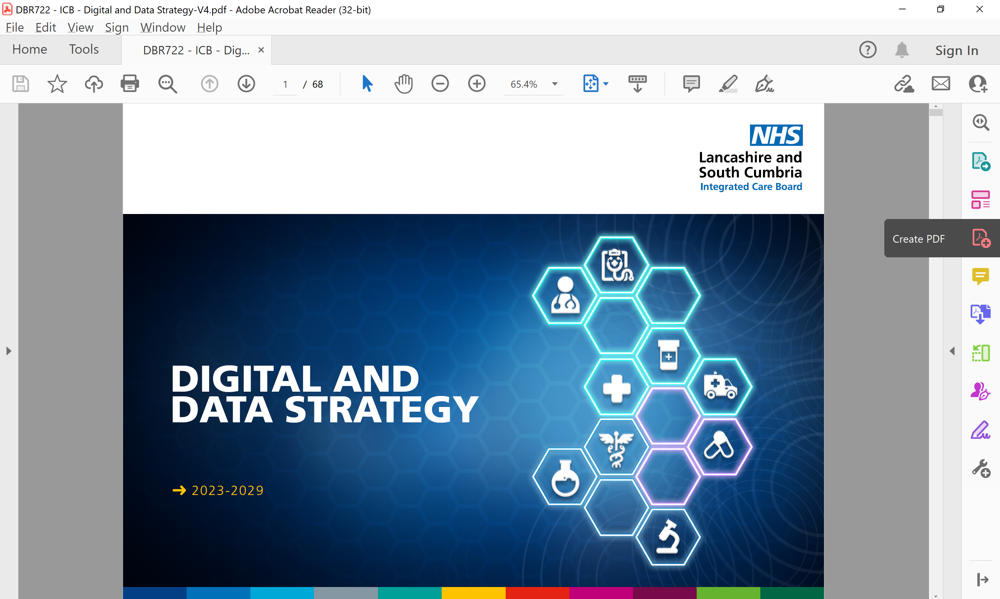 DBR722 - ICB - Digital and Data Strategy-V4.pdf - Adobe Acrobat Reader (32-bit)
File Edit View Sign Window Help
Home Tools DBR722 - ICB - Dig... Sign In
1 / 68 65.4%
NHS
Lancashire and
South Cumbria
Integrated Care Board
Create PDF
DIGITAL AND
DATA STRATEGY
2023-2029